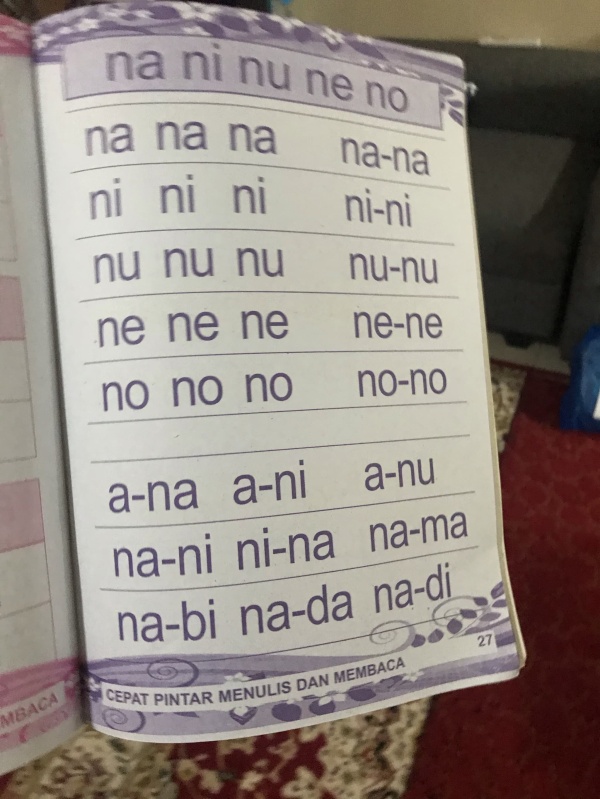 na ni nu ne no
na na na na-na
ni ni ni ni-ni
nu nu nu nu-nu
ne ne ne ne-ne
no no no no-no
a-na a-ni a-nu
na-ni ni-na na-ma
na-bi na-da na-di
27
CEPAT PINTAR MENULIS DAN MEMBACA
MBACA